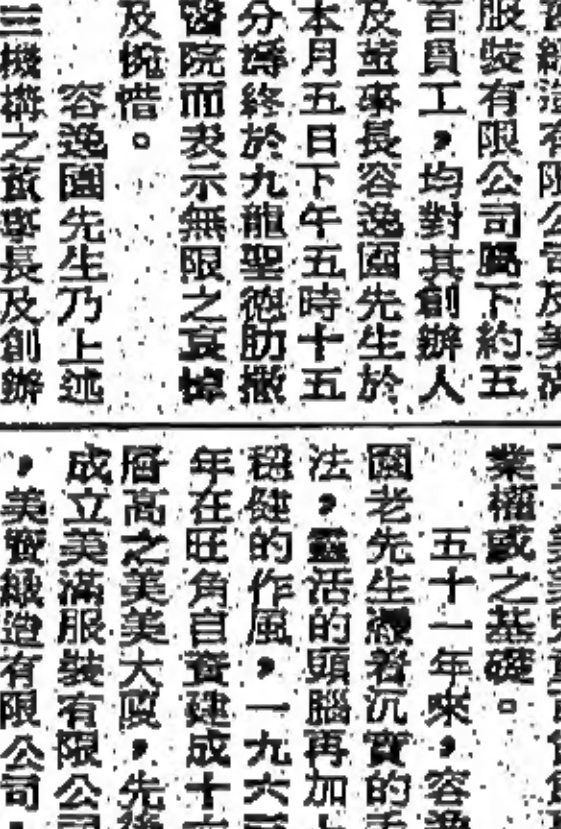 織造有限公司及美滿
服裝有限公司屬下約五
百員工，均對其創辦人
及董事長容逸園先生於
本月五日下午五時十五
分壽終於九龍聖德肋撒
醫院而表示無限之哀悼
及惋惜。
容逸園先生乃上述
三機構之董事長及創辦
業權威之基礎。
五十一年來，容逸
園老先生憑着沉實的
法，靈活的頭腦再加上
穩健的作風，一九六
年在旺角自資建成十
層高之美美大廈，先後
成立美滿服裝有限公司
，美寶織造有限公司，